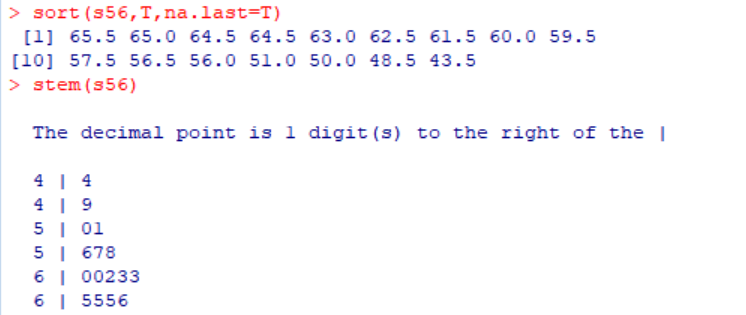 > sort(s56,T,na.last=T)
[1] 65.5 65.0 64.5 64.5 63.0 62.5 61.5 60.0 59.5
[10] 57.5 56.5 56.0 51.0 50.0 48.5 43.5
> stem(s56)
The decimal point is 1 digit(s) to the right of the |
4 | 4
4 | 9
5 | 01
5 | 678
6 | 00233
6 | 5556